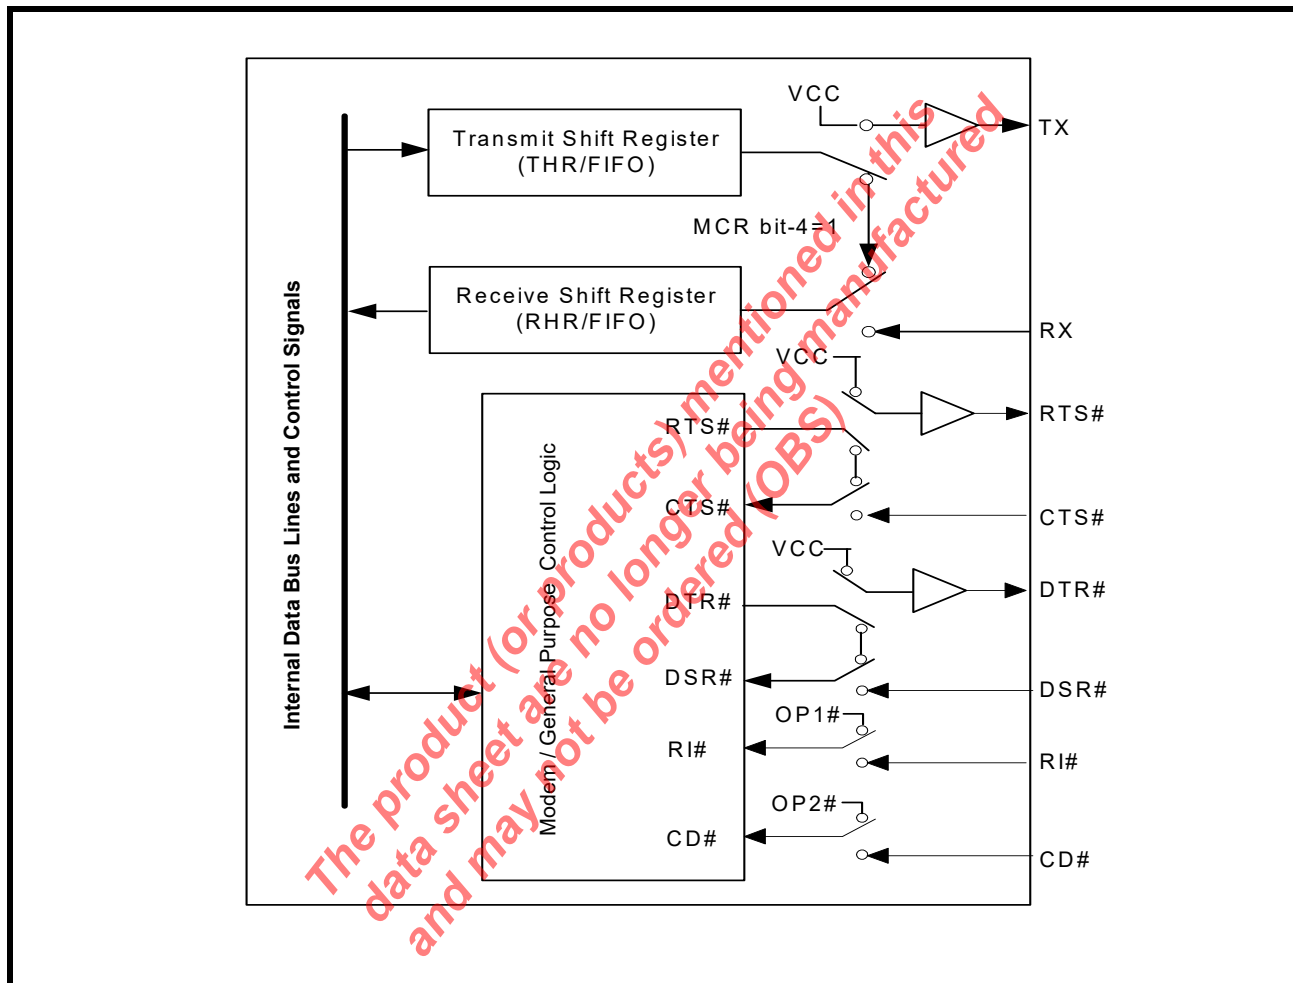 VCC
TX
Transmit Shift Register
(THR/FIFO)
MCR bit-4=1
Receive Shift Register
(RHR/FIFO)
RX
VCC
RTS#
RTS#
CTS#
CTS#
VCC
DTR#
DTR#
DSR#
DSR#
OP1#
RI#
RI#
OP2#
CD#
CD#
Internal Data Bus Lines and Control Signals
Modem / General Purpose Control Logic
The product (or products) mentioned in this
data sheet are no longer being manufactured
and may not be ordered (OBS)